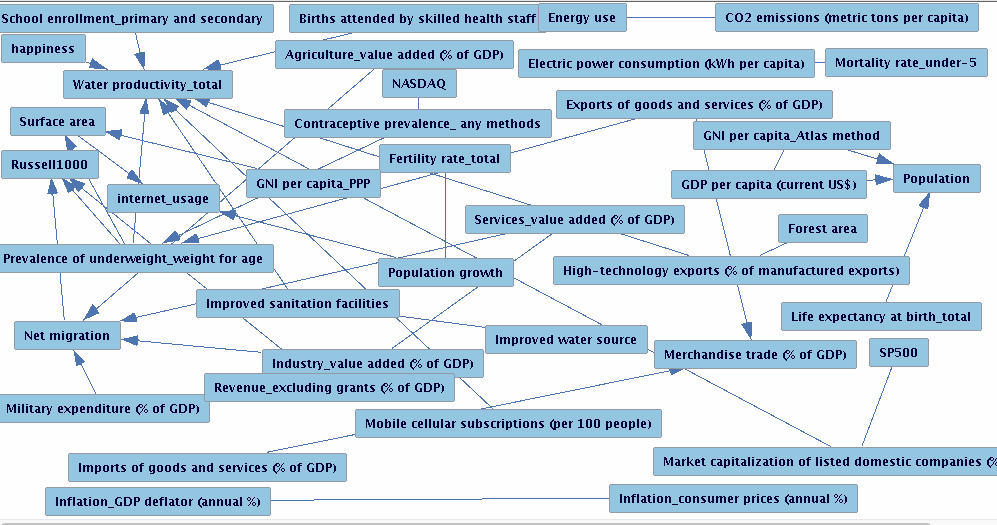 School enrollment_primary and secondary
Births attended by skilled health staff
Energy use
CO2 emissions (metric tons per capita)
happiness
Agriculture_value added (% of GDP)
Electric power consumption (kWh per capita)
Mortality rate_under-5
Water productivity_total
NASDAQ
Exports of goods and services (% of GDP)
Surface area
Contraceptive prevalence_ any methods
GNI per capita_Atlas method
Russell1000
Fertility rate_total
GNI per capita_PPP
GDP per capita (current US$)
Population
internet_usage
Services_value added (% of GDP)
Forest area
Prevalence of underweight_weight for age
Population growth
High-technology exports (% of manufactured exports)
Improved sanitation facilities
Life expectancy at birth_total
Net migration
Improved water source
Merchandise trade (% of GDP)
SP500
Industry_value added (% of GDP)
Revenue_excluding grants (% of GDP)
Military expenditure (% of GDP)
Mobile cellular subscriptions (per 100 people)
Imports of goods and services (% of GDP)
Market capitalization of listed domestic companies (%
Inflation_GDP deflator (annual %)
Inflation_consumer prices (annual %)